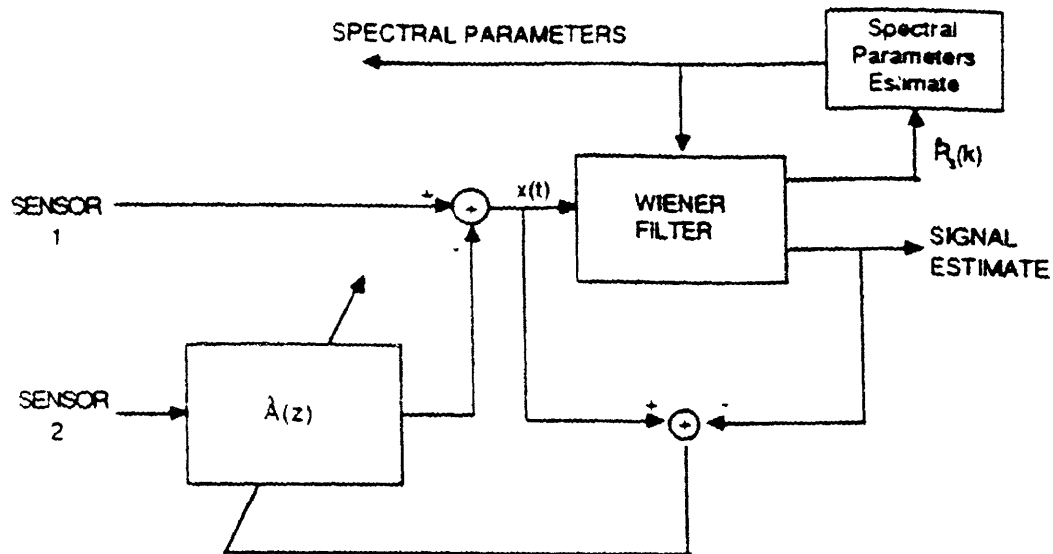 SPECTRAL PARAMETERS
Spectral
Parameters
Estimate
R̂ₛ(k)
SENSOR
1
+
+
-
x(t)
WIENER
FILTER
SIGNAL
ESTIMATE
SENSOR
2
Â(z)
+
+
-